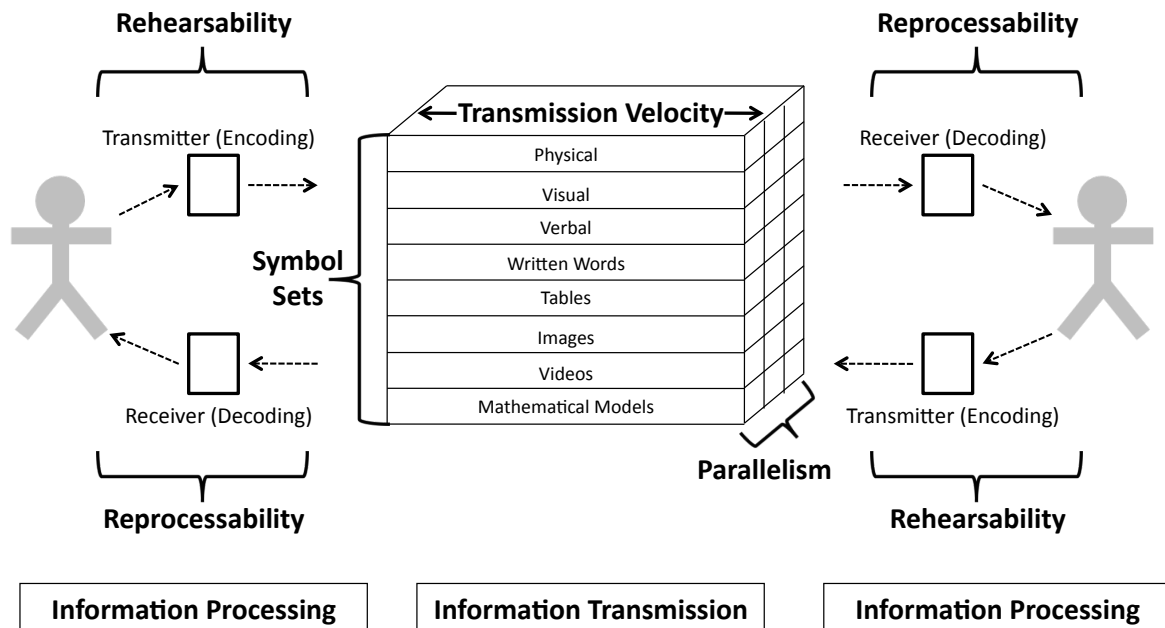 Rehearsability
Reprocessability
Transmission Velocity
Transmitter (Encoding)
Receiver (Decoding)
Physical
Visual
Verbal
Symbol
Sets
Written Words
Tables
Images
Videos
Mathematical Models
Receiver (Decoding)
Transmitter (Encoding)
Parallelism
Reprocessability
Rehearsability
Information Processing
Information Transmission
Information Processing